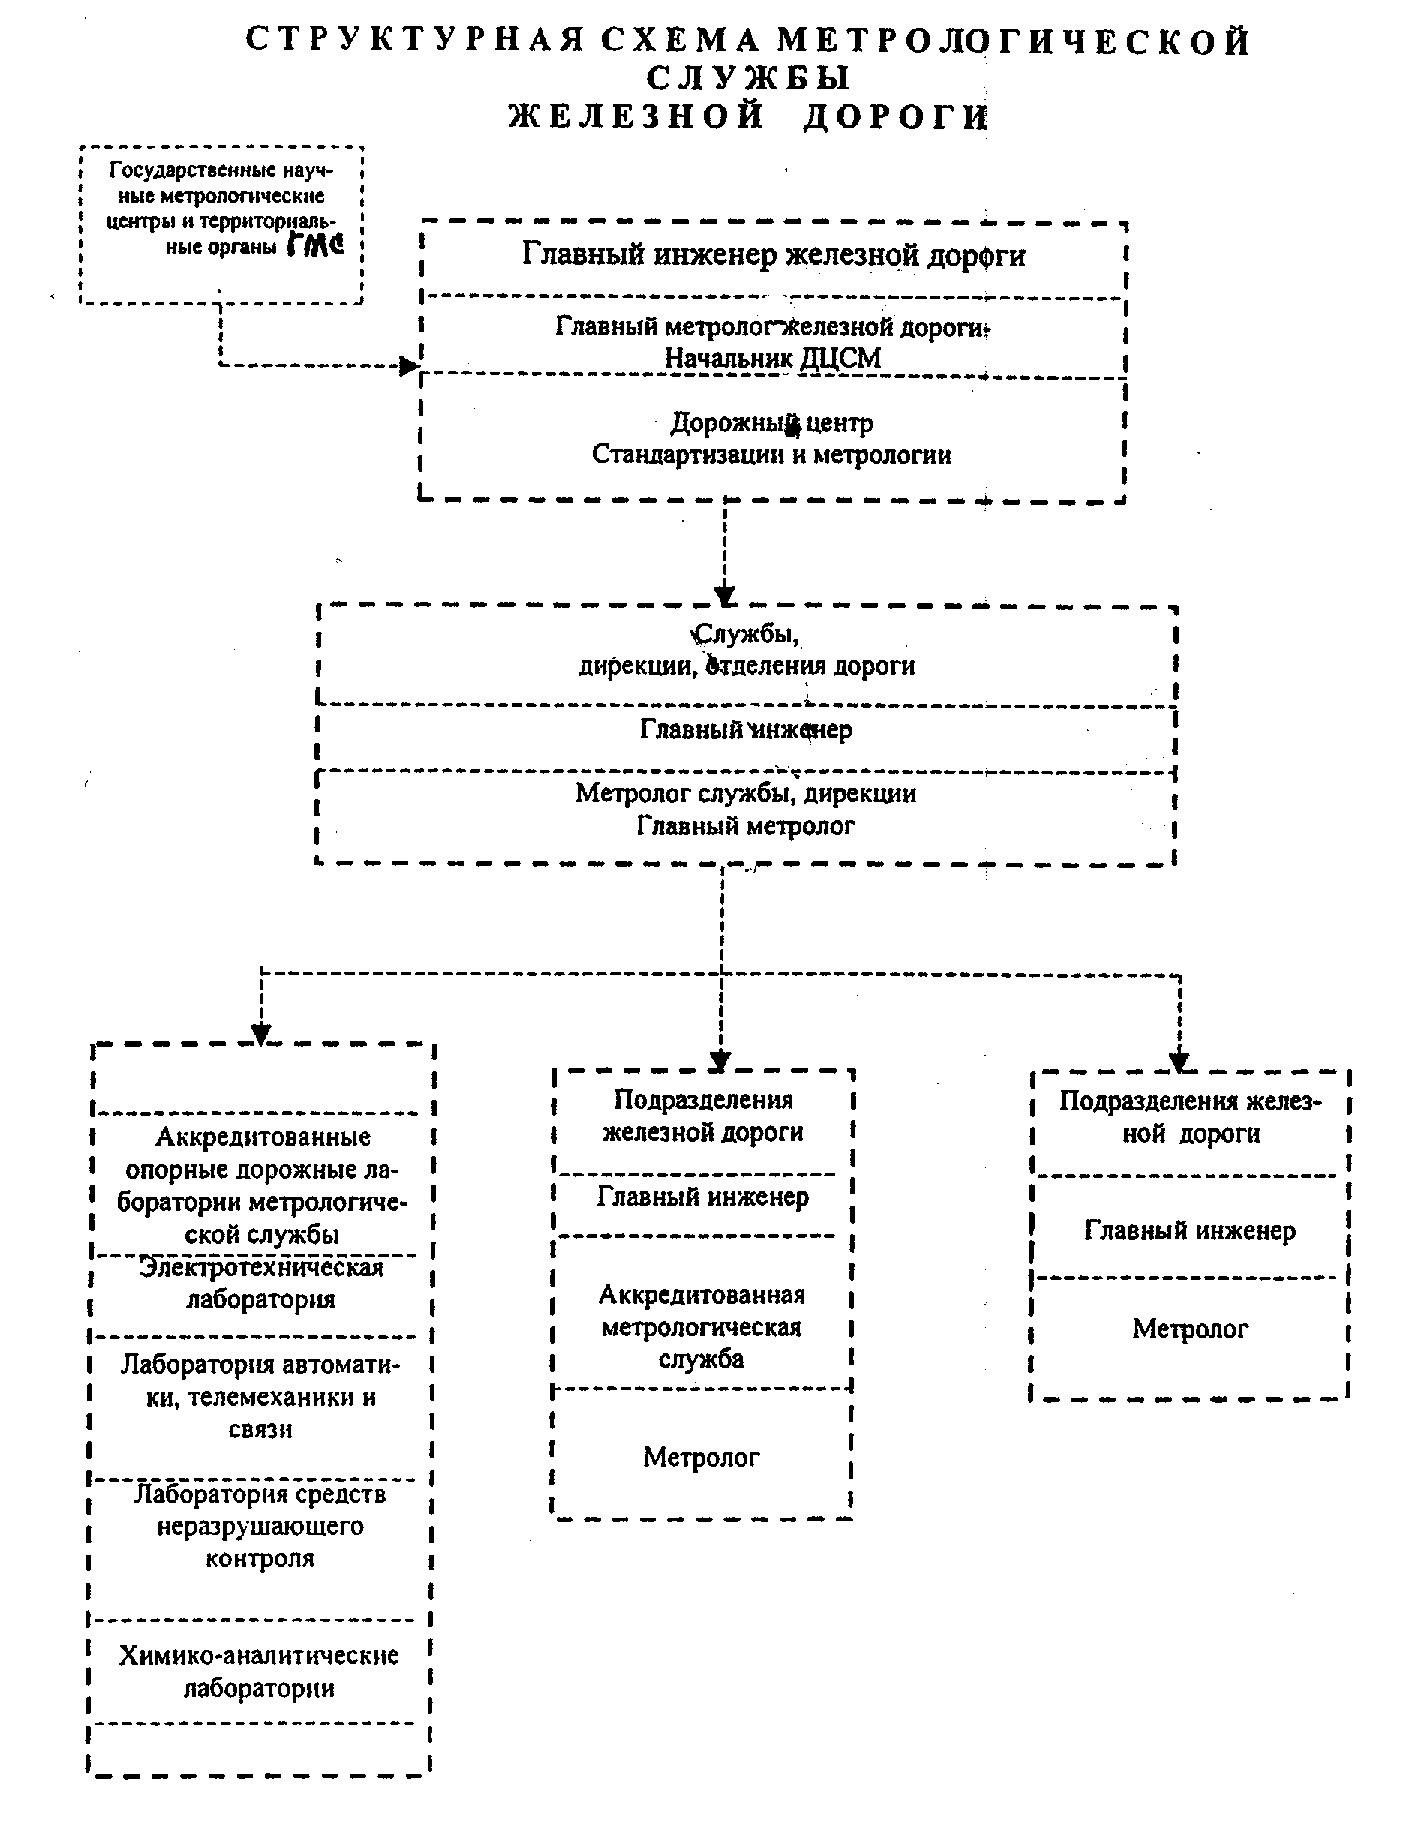 СТРУКТУРНАЯ СХЕМА МЕТРОЛОГИЧЕСКОЙ
СЛУЖБЫ
ЖЕЛЕЗНОЙ ДОРОГИ
Государственные науч-
ные метрологические
центры и территориаль-
ные органы ГМС
Главный инженер железной дороги
Главный метролог железной дороги-
Начальник ДЦСМ
Дорожный центр
Стандартизации и метрологии
Службы,
дирекции, отделения дороги
Главный инженер
Метролог службы, дирекции
Главный метролог
Аккредитованные
опорные дорожные ла-
боратории метрологиче-
ской службы
Электротехническая
лаборатория
Лаборатория автомати-
ки, телемеханики и
связи
Лаборатория средств
неразрушающего
контроля
Химико-аналитические
лаборатории
Подразделения
железной дороги
Главный инженер
Аккредитованная
метрологическая
служба
Метролог
Подразделения желез-
ной дороги
Главный инженер
Метролог